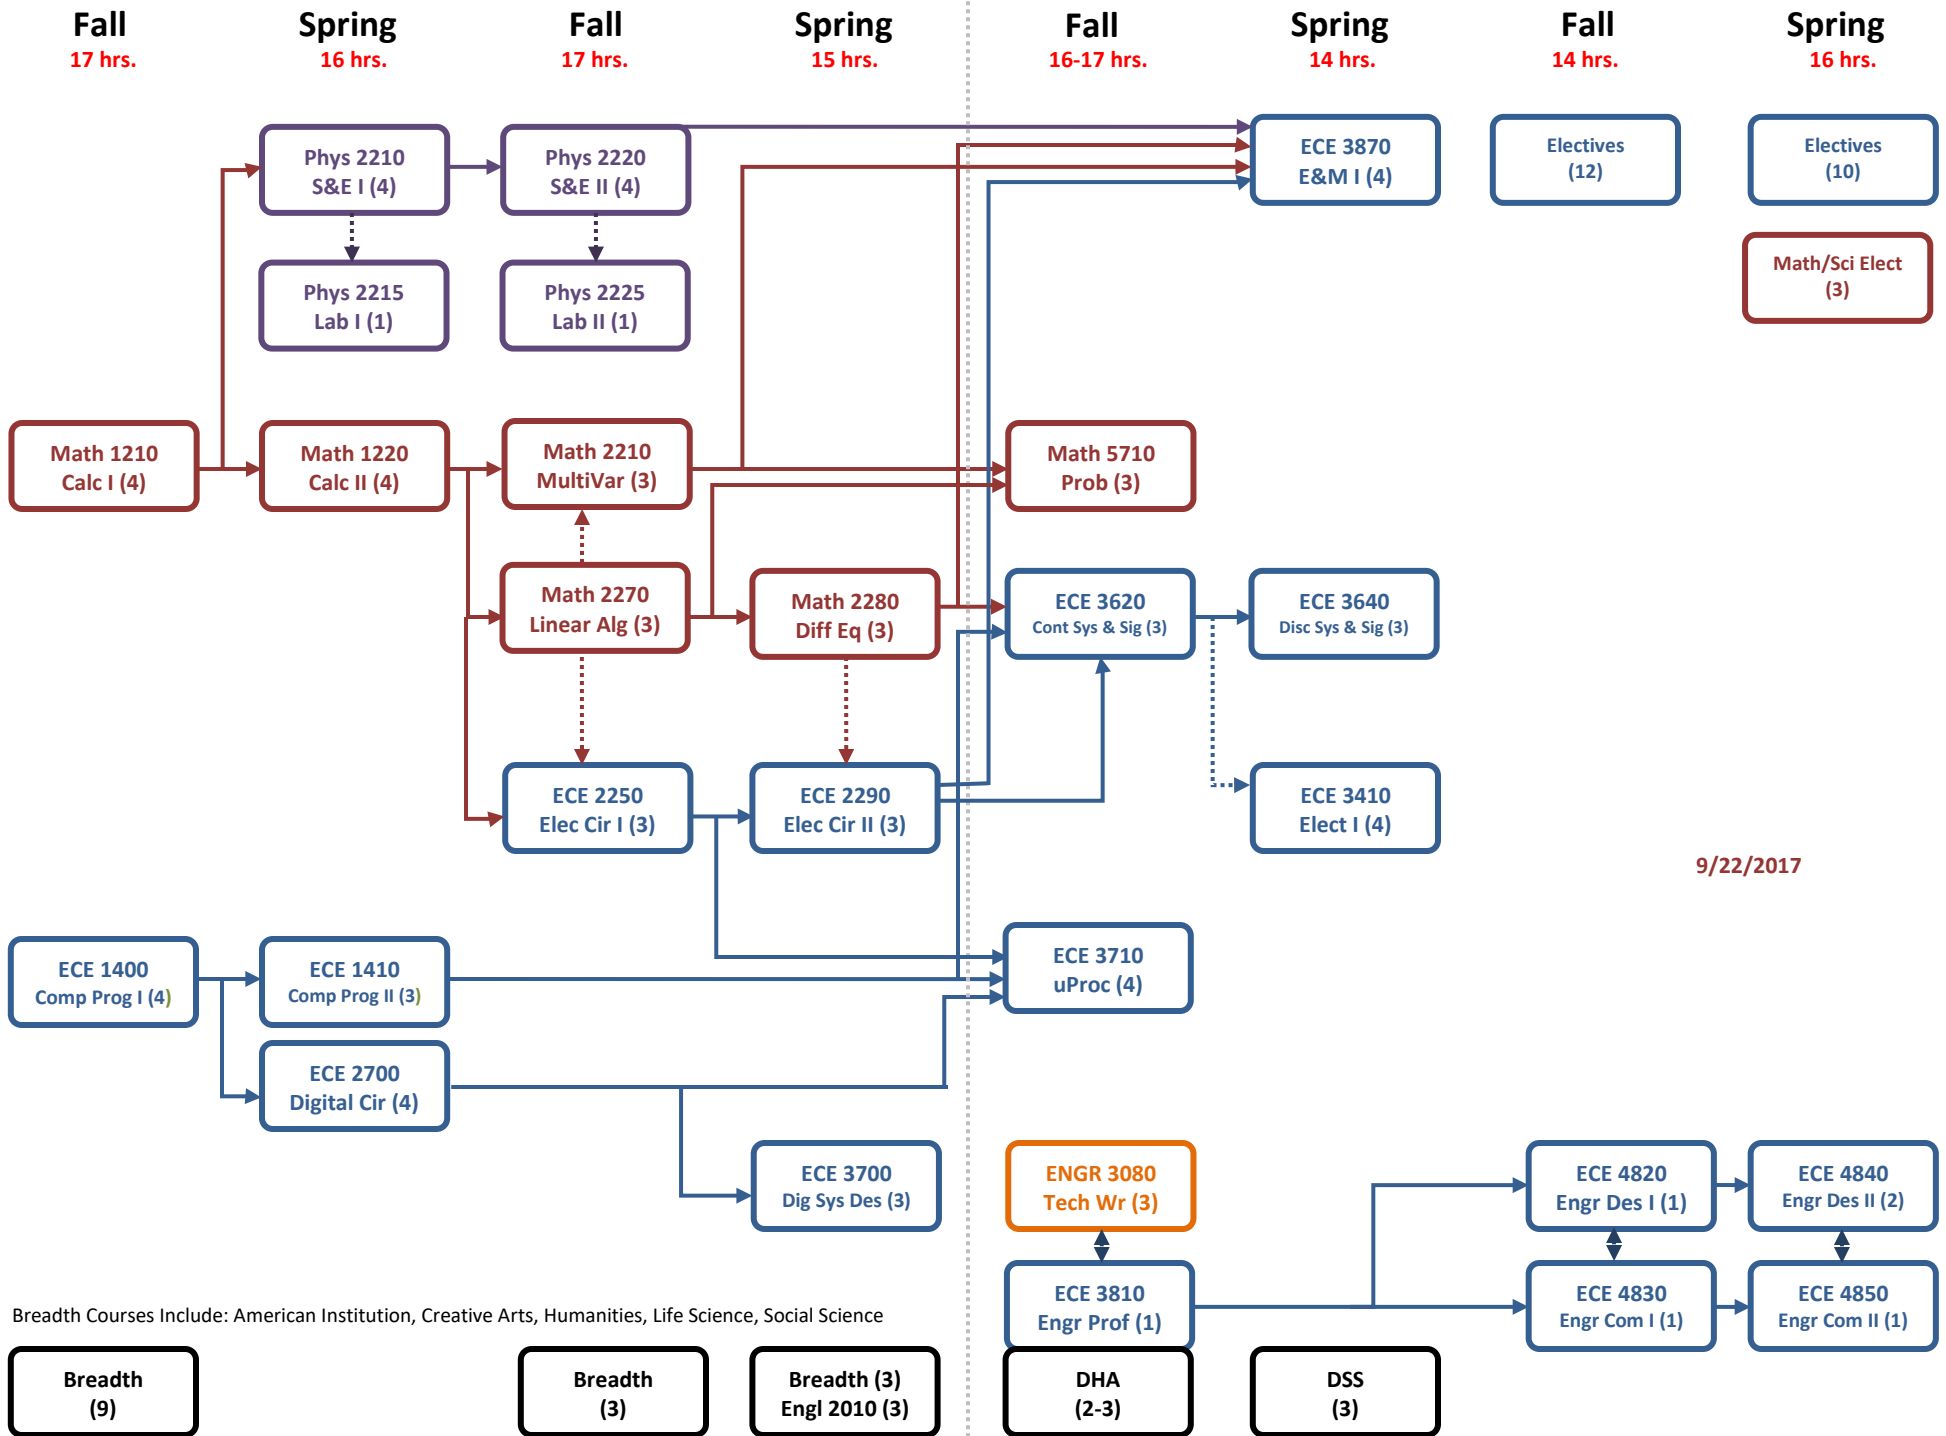 Fall
17 hrs.
Spring
16 hrs.
Fall
17 hrs.
Spring
15 hrs.
Fall
16-17 hrs.
Spring
14 hrs.
Fall
14 hrs.
Spring
16 hrs.
Phys 2210
S&E I (4)
Phys 2220
S&E II (4)
ECE 3870
E&M I (4)
Electives
(12)
Electives
(10)
Phys 2215
Lab I (1)
Phys 2225
Lab II (1)
Math/Sci Elect
(3)
Math 1210
Calc I (4)
Math 1220
Calc II (4)
Math 2210
MultiVar (3)
Math 5710
Prob (3)
Math 2270
Linear Alg (3)
Math 2280
Diff Eq (3)
ECE 3620
Cont Sys & Sig (3)
ECE 3640
Disc Sys & Sig (3)
ECE 2250
Elec Cir I (3)
ECE 2290
Elec Cir II (3)
ECE 3410
Elect I (4)
9/22/2017
ECE 1400
Comp Prog I (4)
ECE 1410
Comp Prog II (3)
ECE 3710
uProc (4)
ECE 2700
Digital Cir (4)
ECE 3700
Dig Sys Des (3)
ENGR 3080
Tech Wr (3)
ECE 4820
Engr Des I (1)
ECE 4840
Engr Des II (2)
ECE 3810
Engr Prof (1)
ECE 4830
Engr Com I (1)
ECE 4850
Engr Com II (1)
Breadth Courses Include: American Institution, Creative Arts, Humanities, Life Science, Social Science
Breadth
(9)
Breadth
(3)
Breadth (3)
Engl 2010 (3)
DHA
(2-3)
DSS
(3)